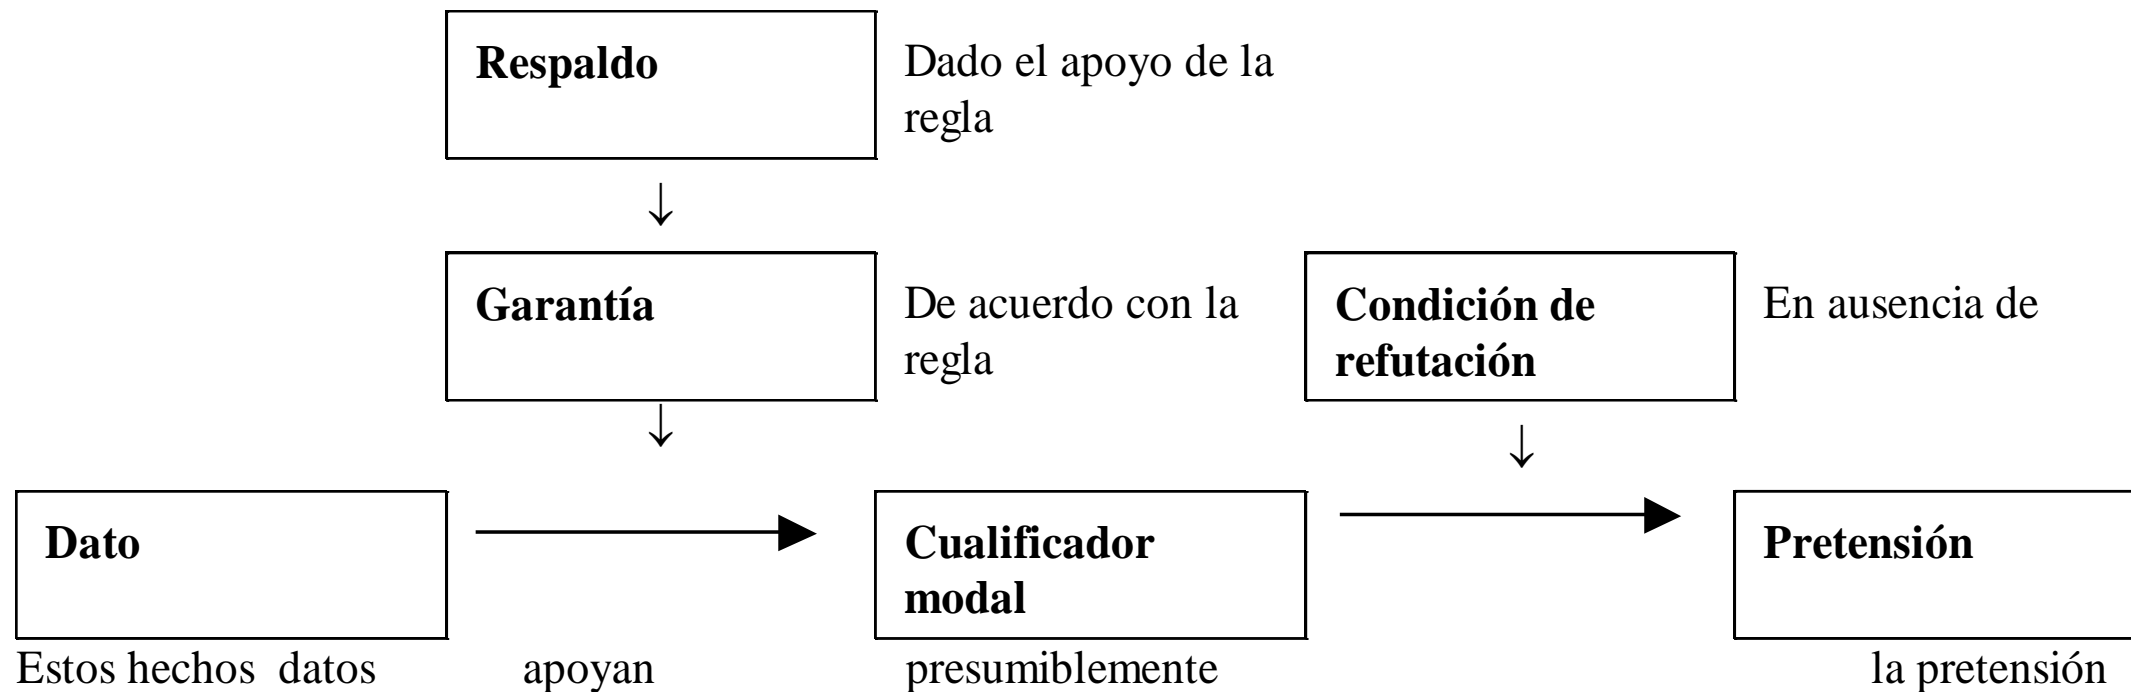 Respaldo
Dado el apoyo de la
regla
↓
Garantía
De acuerdo con la
regla
Condición de
refutación
En ausencia de
↓
↓
Dato
Cualificador
modal
Pretensión
Estos hechos  datos
apoyan
presumiblemente
la pretensión